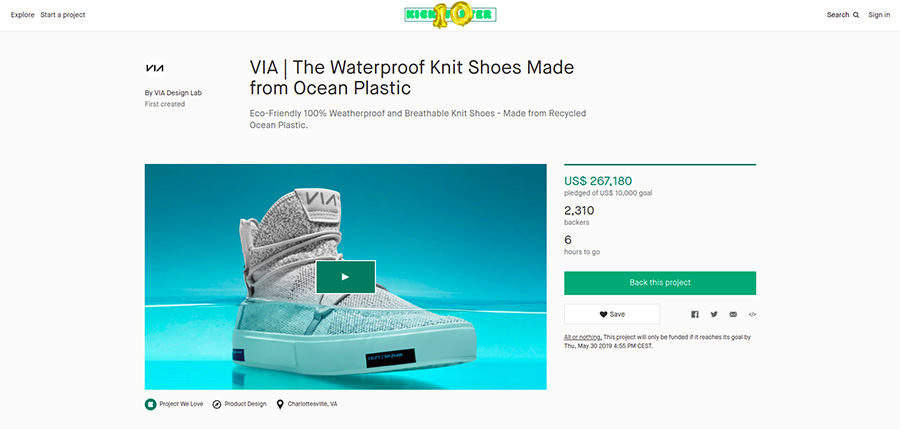 Explore Start a project
Search Sign in
VIA
By VIA Design Lab
First created
VIA | The Waterproof Knit Shoes Made
from Ocean Plastic
Eco-Friendly 100% Weatherproof and Breathable Knit Shoes - Made from Recycled
Ocean Plastic.
VIA
US$ 267,180
pledged of US$ 10,000 goal
2,310
backers
6
hours to go
Back this project
Save
All or nothing. This project will only be funded if it reaches its goal by
Thu, May 30 2019 4:55 PM CEST.
Project We Love Product Design Charlottesville, VA